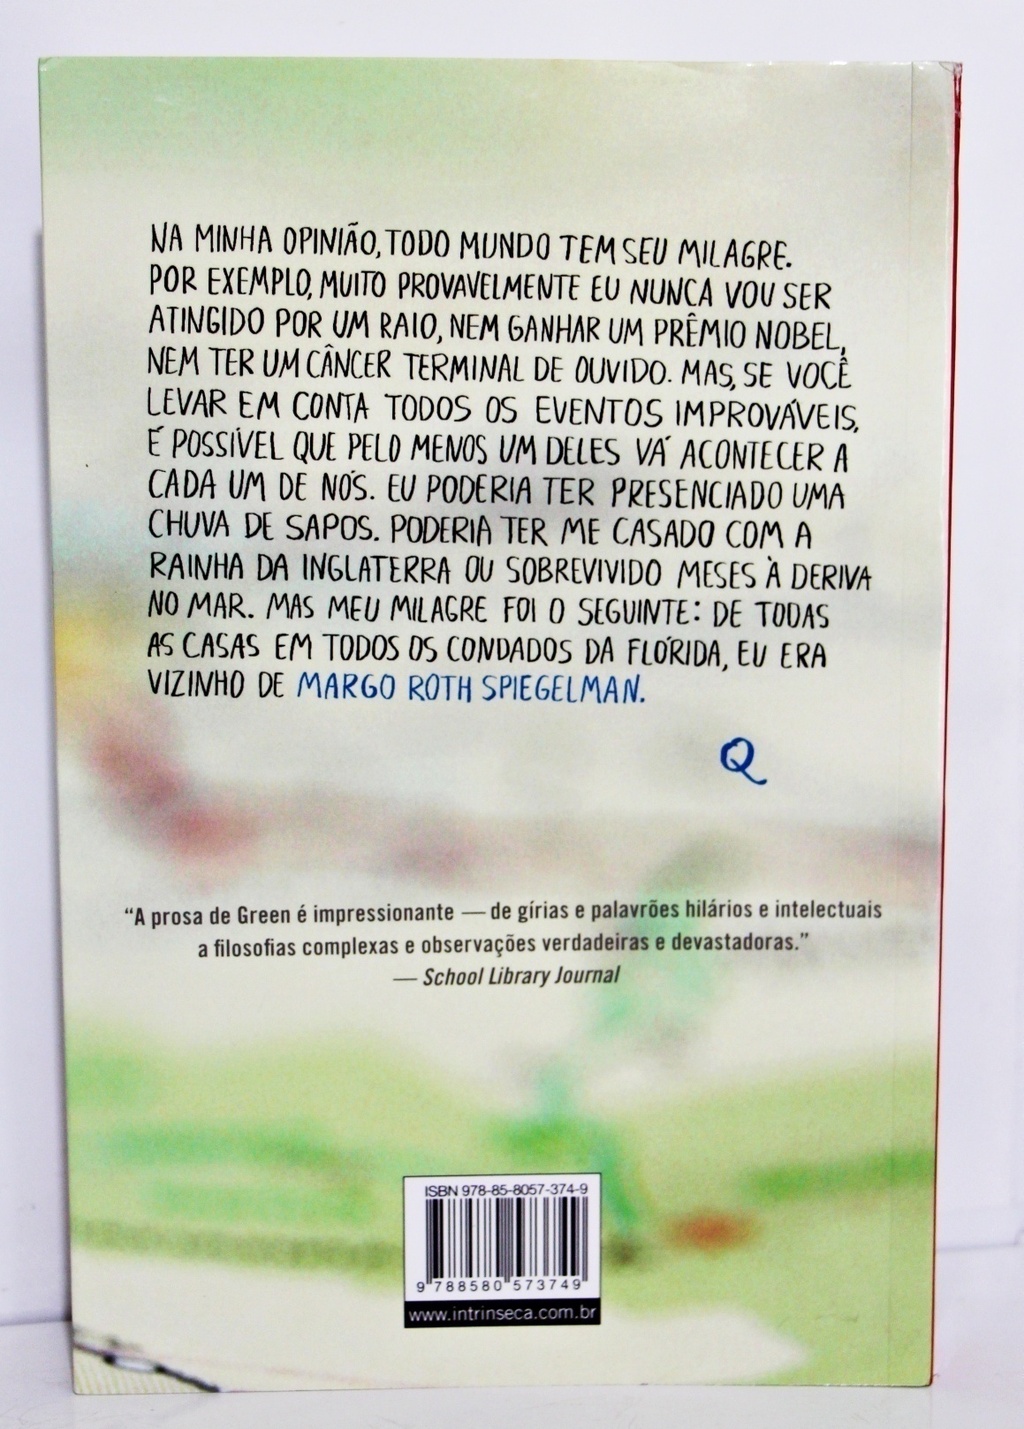 NA MINHA OPINIÃO, TODO MUNDO TEM SEU MILAGRE.
POR EXEMPLO, MUITO PROVAVELMENTE EU NUNCA VOU SER
ATINGIDO POR UM RAIO, NEM GANHAR UM PRÊMIO NOBEL,
NEM TER UM CÂNCER TERMINAL DE OUVIDO. MAS, SE VOCÊ
LEVAR EM CONTA TODOS OS EVENTOS IMPROVÁVEIS,
É POSSÍVEL QUE PELO MENOS UM DELES VÁ ACONTECER A
CADA UM DE NÓS. EU PODERIA TER PRESENCIADO UMA
CHUVA DE SAPOS. PODERIA TER ME CASADO COM A
RAINHA DA INGLATERRA OU SOBREVIVIDO MESES À DERIVA
NO MAR. MAS MEU MILAGRE FOI O SEGUINTE: DE TODAS
AS CASAS EM TODOS OS CONDADOS DA FLÓRIDA, EU ERA
VIZINHO DE MARGO ROTH SPIEGELMAN.
Q
"A prosa de Green é impressionante — de gírias e palavrões hilários e intelectuais
a filosofias complexas e observações verdadeiras e devastadoras."
— School Library Journal
ISBN 978-85-8057-374-9
9 788580 573749
www.intrinseca.com.br